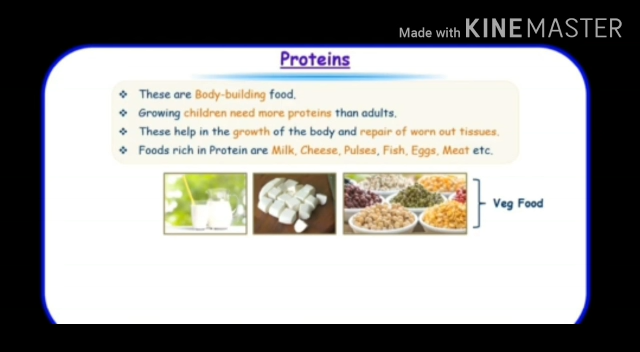 Made with KINEMASTER
Proteins
❖ These are Body-building food.
❖ Growing children need more proteins than adults.
❖ These help in the growth of the body and repair of worn out tissues.
❖ Foods rich in Protein are Milk, Cheese, Pulses, Fish, Eggs, Meat etc.
Veg Food